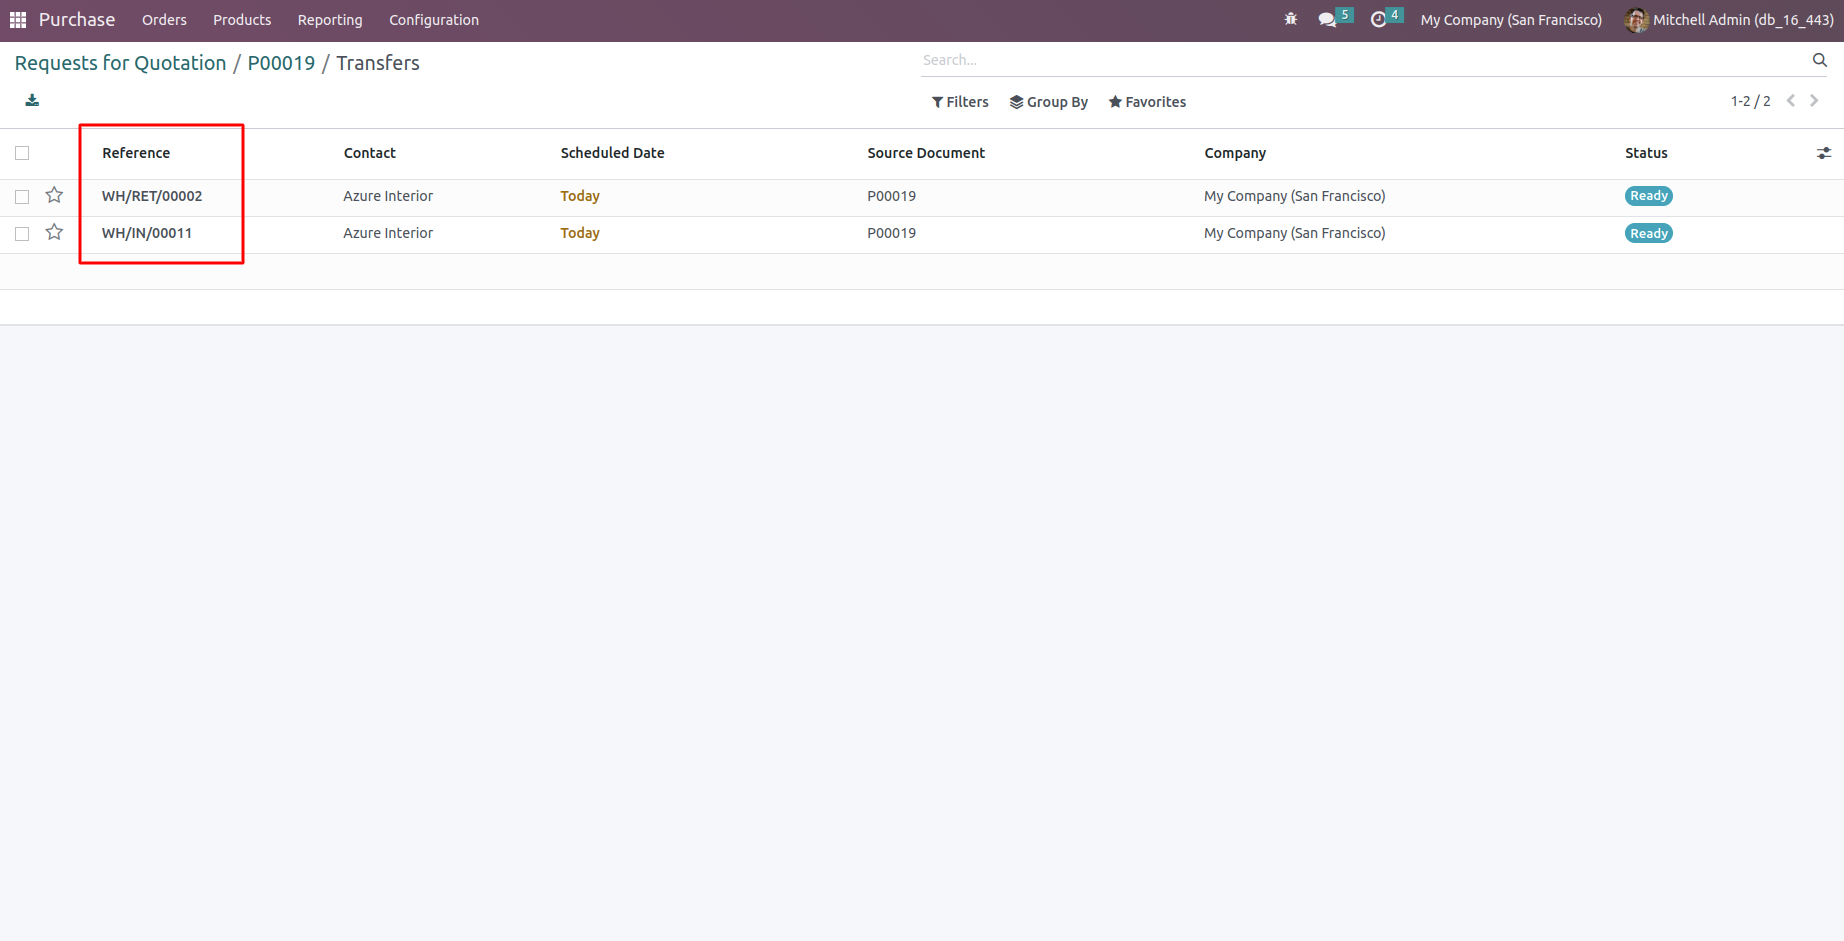 Purchase Orders Products Reporting Configuration 5 4 My Company (San Francisco) Mitchell Admin (db_16_443)
Requests for Quotation / P00019 / Transfers
Search...
Filters Group By Favorites 1-2 / 2
Reference Contact Scheduled Date Source Document Company Status
WH/RET/00002 Azure Interior Today P00019 My Company (San Francisco) Ready
WH/IN/00011 Azure Interior Today P00019 My Company (San Francisco) Ready